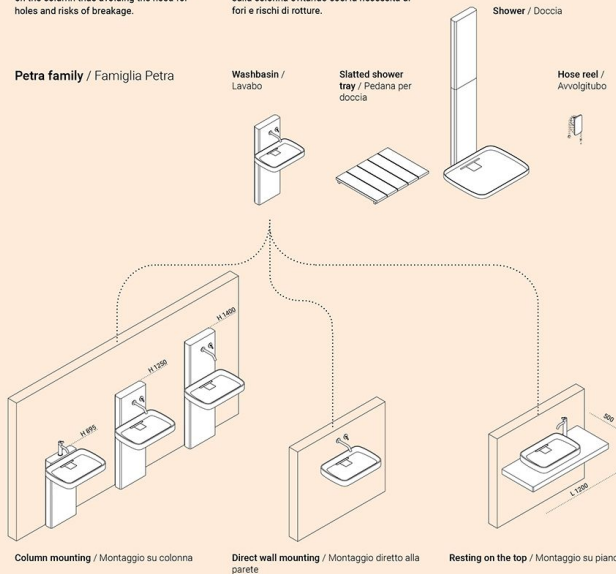 holes and risks of breakage.
fori e rischi di rotture.
Shower / Doccia
Petra family / Famiglia Petra
Washbasin /
Lavabo
Slatted shower
tray / Pedana per
doccia
Hose reel /
Avvolgitubo
H 1400
H 1250
H 895
500
L 1200
Column mounting / Montaggio su colonna
Direct wall mounting / Montaggio diretto alla
parete
Resting on the top / Montaggio su piano